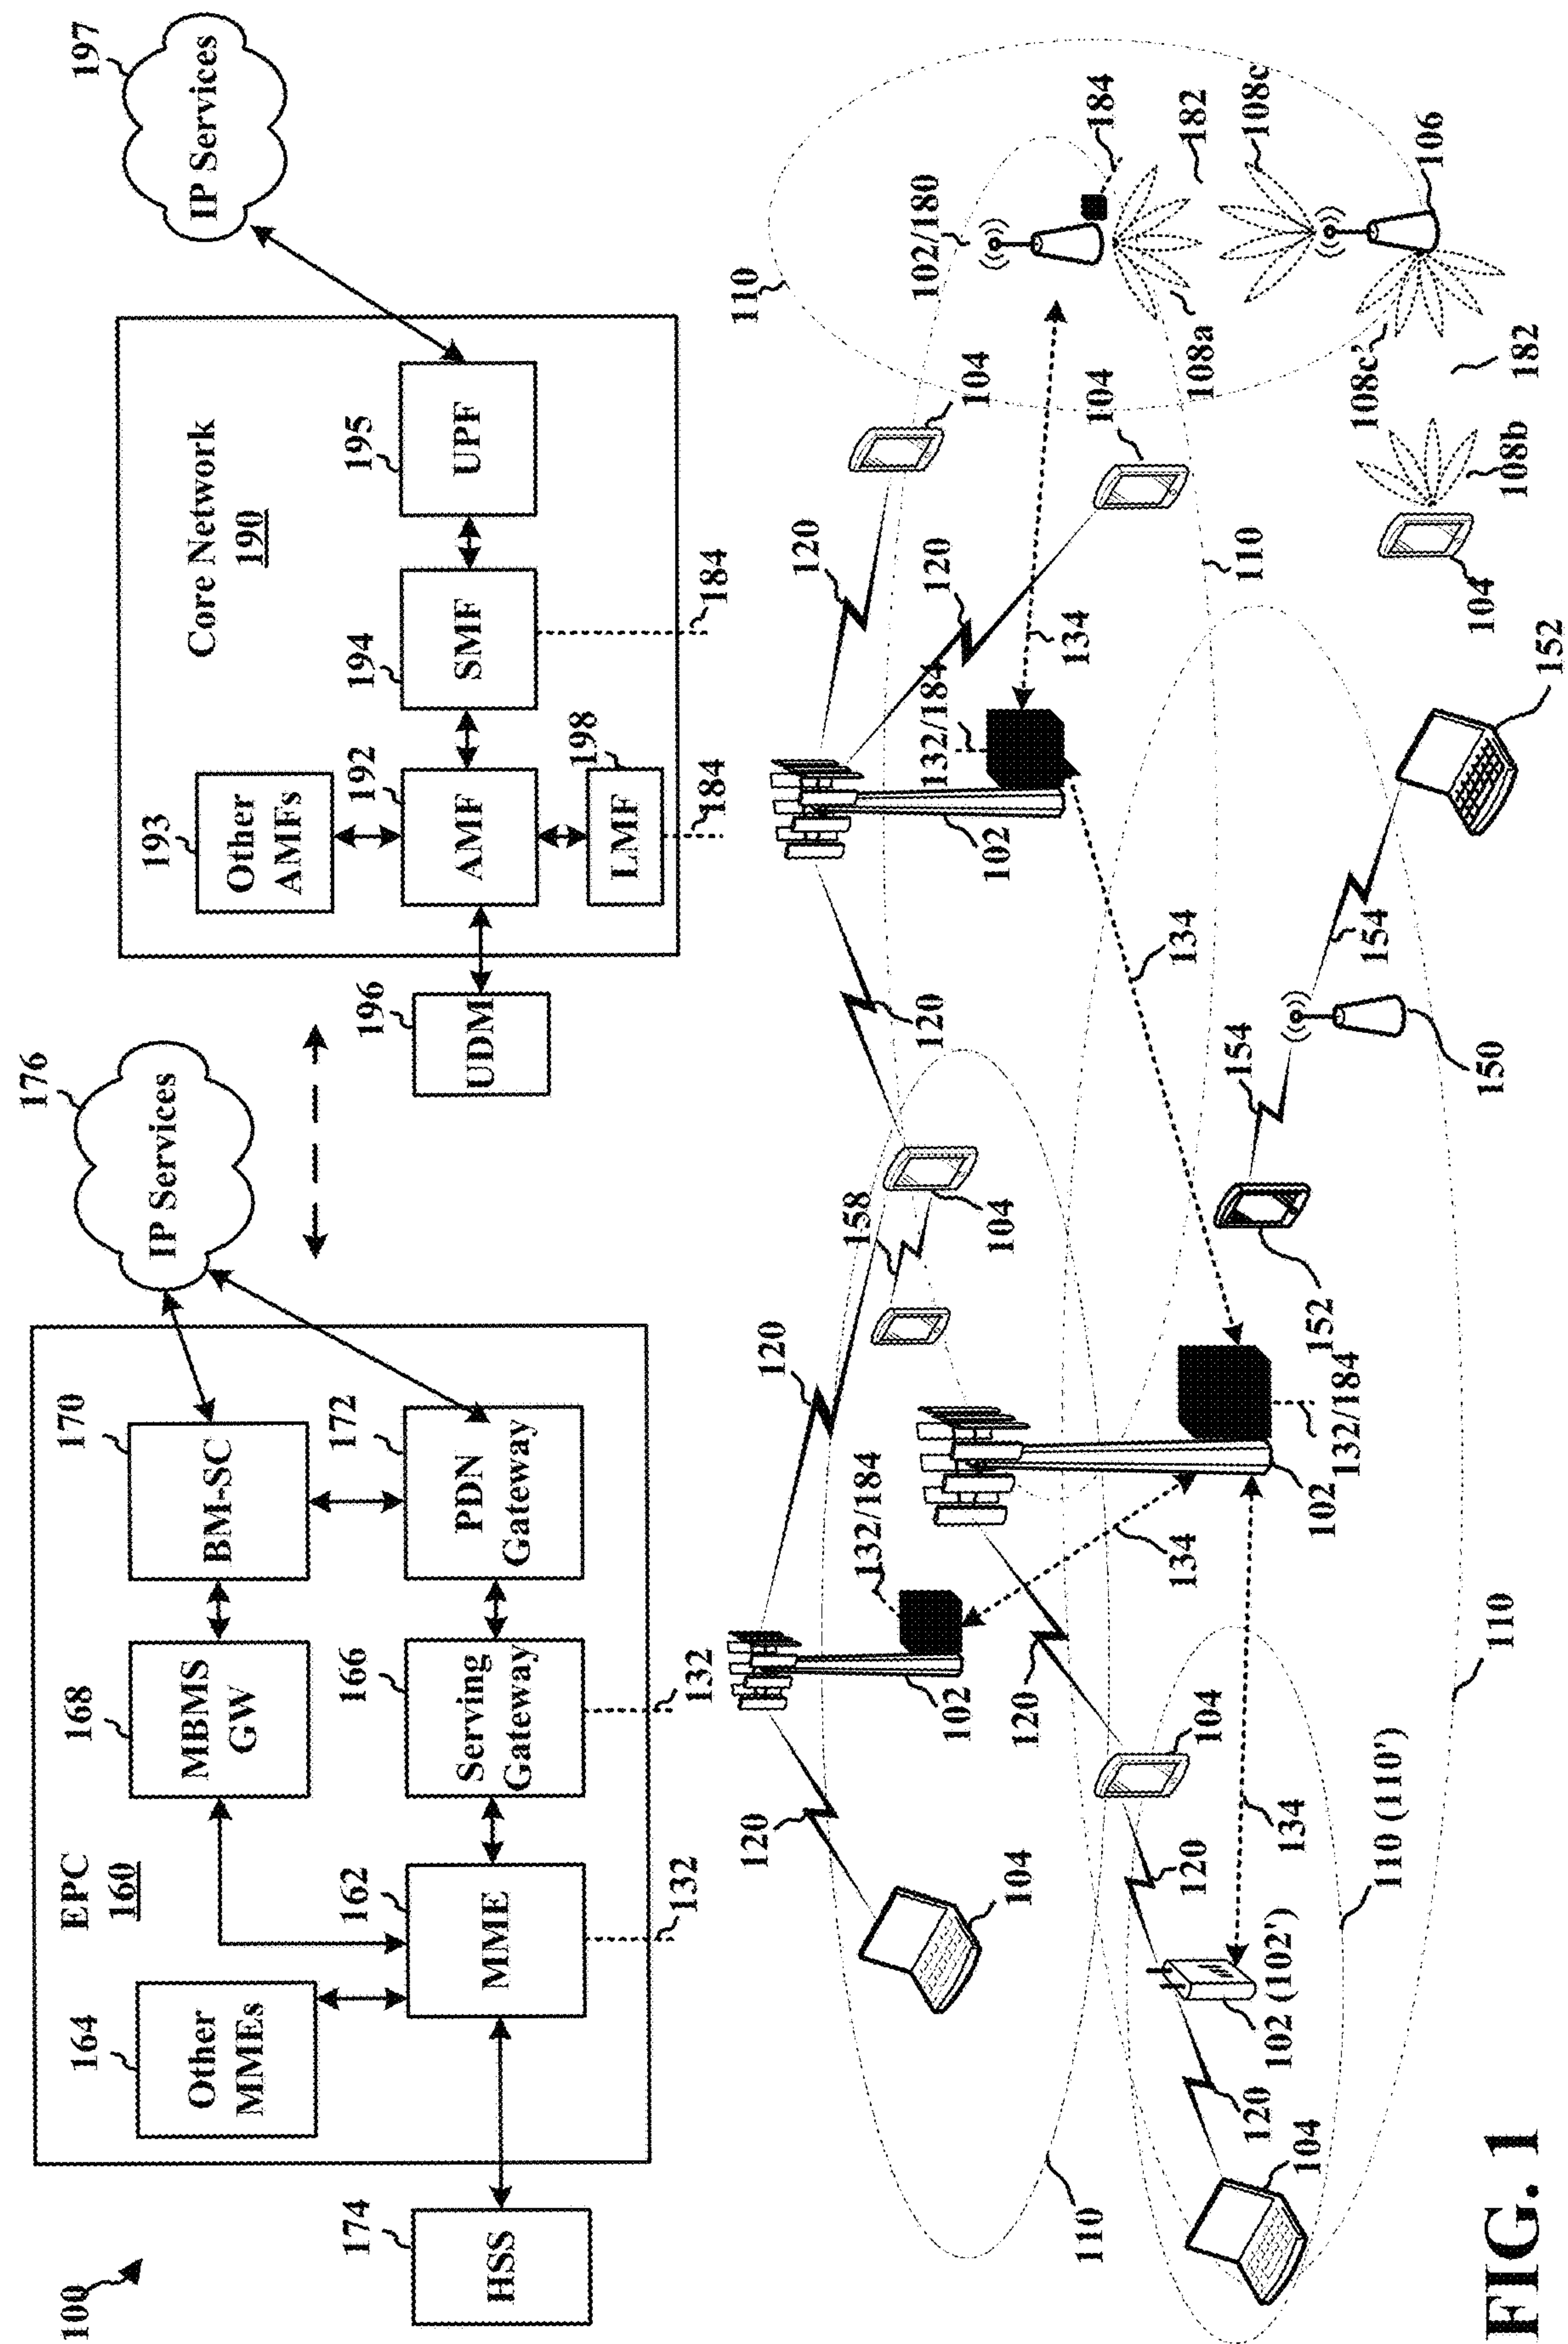 100
EPC
160
164
Other
MMEs
168
MBMS
GW
170
BM-SC
176
IP Services
162
MME
166
Serving
Gateway
172
PDN
Gateway
174
HSS
132
132
Core Network
190
193
Other
AMFs
192
AMF
194
SMF
195
UPF
197
IP Services
196
UDM
198
LMF
184
184
120
120
120
120
120
104
102
132/184
158
104
110
102
132/184
134
104
104
110
102/180
184
108a
182
108c
106
108c'
182
108b
104
110
134
134
120
104
120
120
104
102 (102')
134
110 (110')
102
132/184
152
154
150
154
152
110
FIG. 1